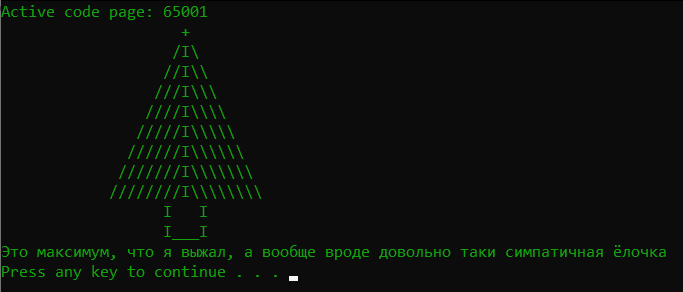 Active code page: 65001
                    +
                   /I\
                  //I\\
                 ///I\\\
                ////I\\\\
               /////I\\\\\
              //////I\\\\\\
             ///////I\\\\\\\
            ////////I\\\\\\\\
                  I   I
                  I___I
Это максимум, что я выжал, а вообще вроде довольно таки симпатичная ёлочка
Press any key to continue . . .